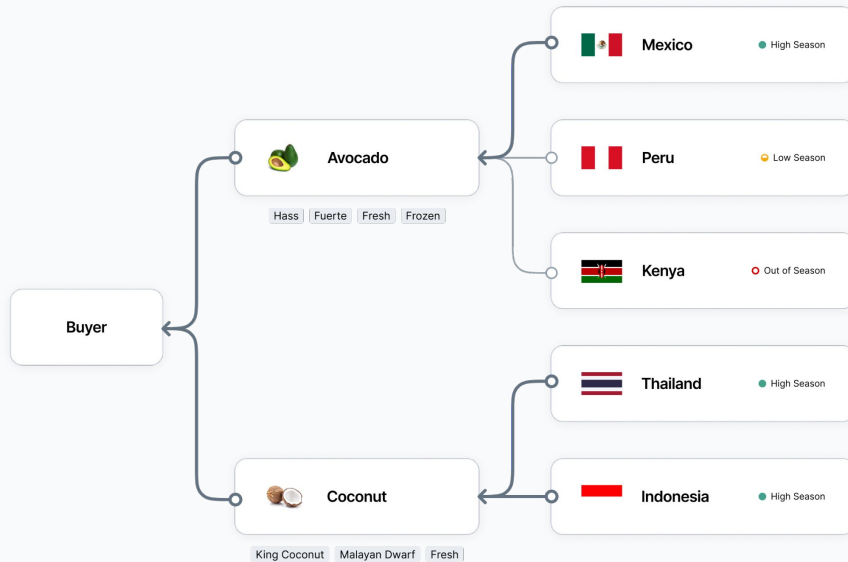 Mexico
High Season
Avocado
Peru
Low Season
Hass
Fuerte
Fresh
Frozen
Kenya
Out of Season
Buyer
Thailand
High Season
Coconut
Indonesia
High Season
King Coconut
Malayan Dwarf
Fresh